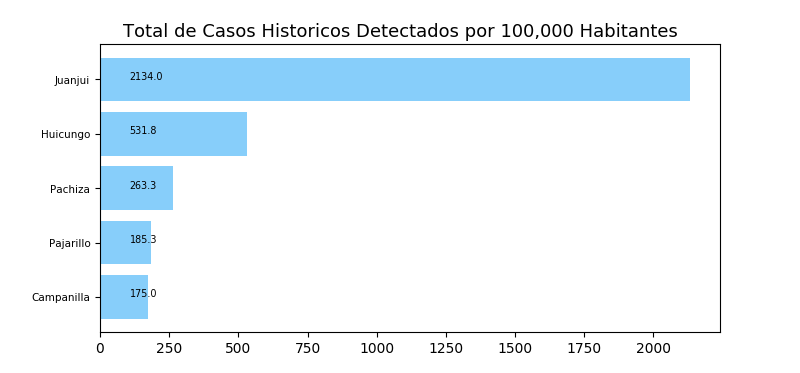 Total de Casos Historicos Detectados por 100,000 Habitantes
Juanjui 2134.0
Huicungo 531.8
Pachiza 263.3
Pajarillo 185.3
Campanilla 175.0
0 250 500 750 1000 1250 1500 1750 2000